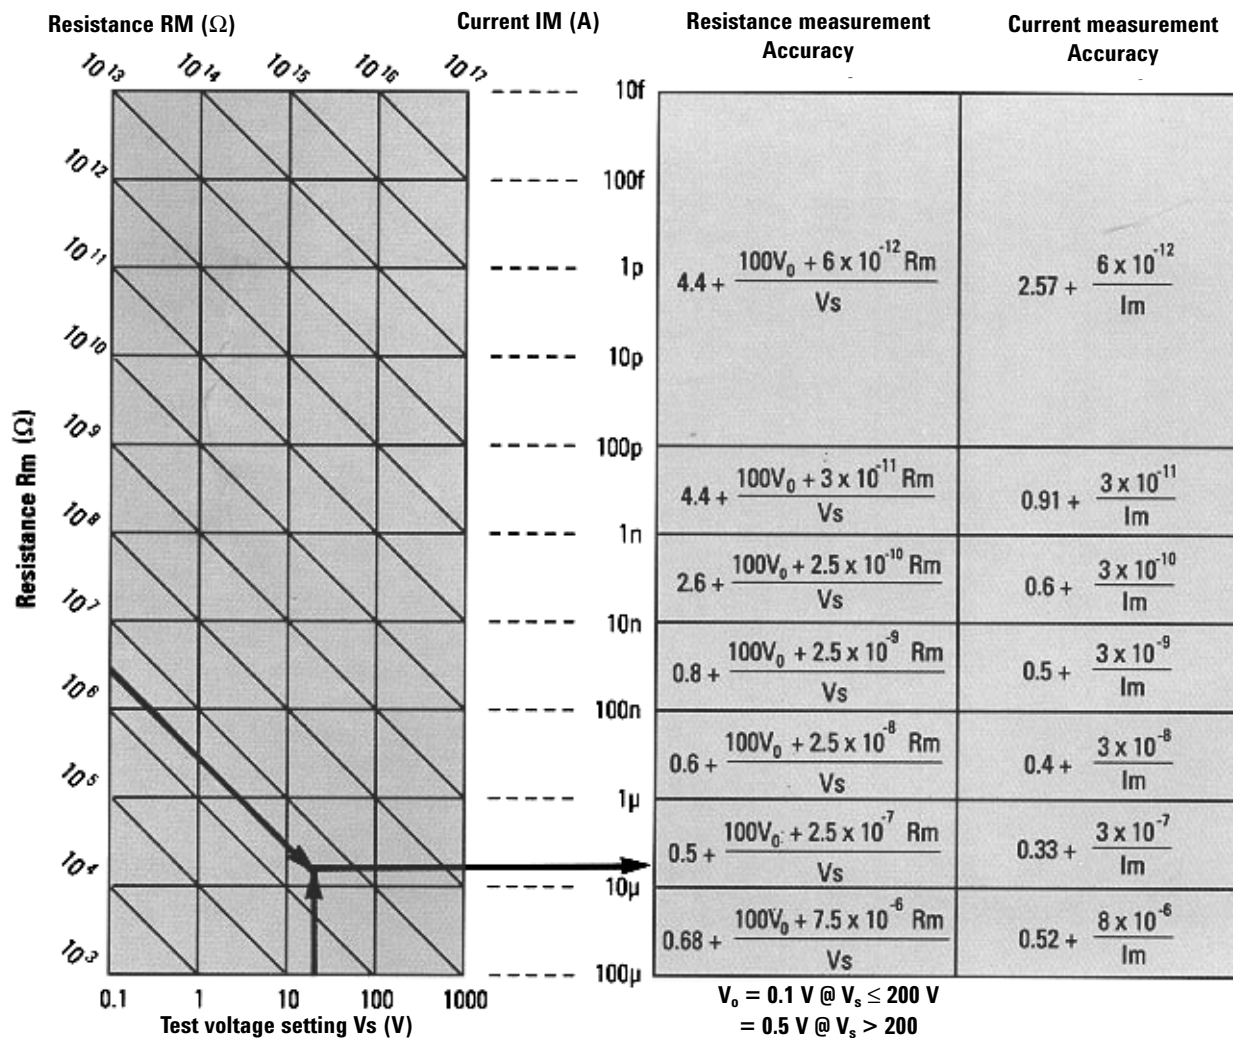 Resistance RM (Ω)
Current IM (A)
Resistance measurement
Accuracy
Current measurement
Accuracy
10^13 10^14 10^15 10^16 10^17
10^12
10^11
10^10
10^9
10^8
10^7
10^6
10^5
10^4
10^3
Resistance Rm (Ω)
0.1 1 10 100 1000
Test voltage setting Vs (V)
10f
100f
1p
10p
100p
1n
10n
100n
1µ
10µ
100µ
4.4 + (100V₀ + 6 x 10^-12 Rm) / Vs
2.57 + (6 x 10^-12) / Im
4.4 + (100V₀ + 3 x 10^-11 Rm) / Vs
0.91 + (3 x 10^-11) / Im
2.6 + (100V₀ + 2.5 x 10^-10 Rm) / Vs
0.6 + (3 x 10^-10) / Im
0.8 + (100V₀ + 2.5 x 10^-9 Rm) / Vs
0.5 + (3 x 10^-9) / Im
0.6 + (100V₀ + 2.5 x 10^-8 Rm) / Vs
0.4 + (3 x 10^-8) / Im
0.5 + (100V₀ + 2.5 x 10^-7 Rm) / Vs
0.33 + (3 x 10^-7) / Im
0.68 + (100V₀ + 7.5 x 10^-6 Rm) / Vs
0.52 + (8 x 10^-6) / Im
Vₒ = 0.1 V @ Vₛ ≤ 200 V
= 0.5 V @ Vₛ > 200